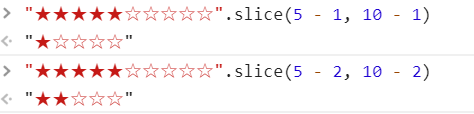 > "★★★★★☆☆☆☆☆".slice(5 - 1, 10 - 1)
<· "★☆☆☆☆"
> "★★★★★☆☆☆☆☆".slice(5 - 2, 10 - 2)
<· "★★☆☆☆"